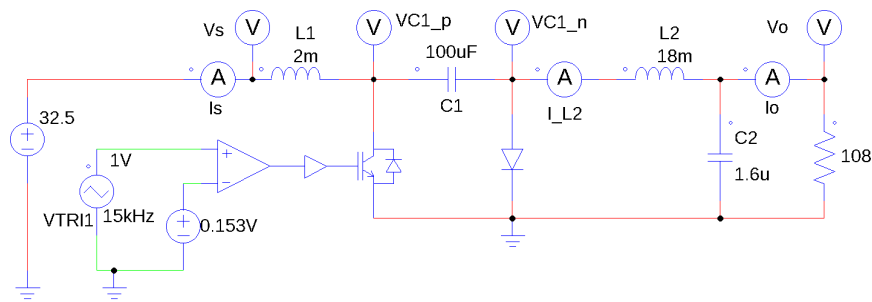 Vs
L1
VC1_p
VC1_n
L2
Vo
V
V
V
V
2m
100uF
18m
A
A
A
Is
C1
I_L2
Io
32.5
1V
C2
108
1.6u
VTRI1
15kHz
0.153V